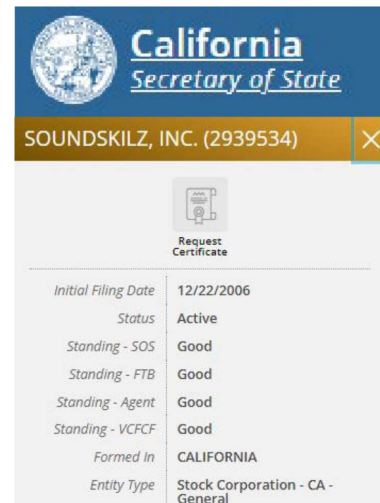 California
Secretary of State
SOUNDSKILZ, INC. (2939534)
Request
Certificate
Initial Filing Date 12/22/2006
Status Active
Standing - SOS Good
Standing - FTB Good
Standing - Agent Good
Standing - VCFCF Good
Formed In CALIFORNIA
Entity Type Stock Corporation - CA -
General